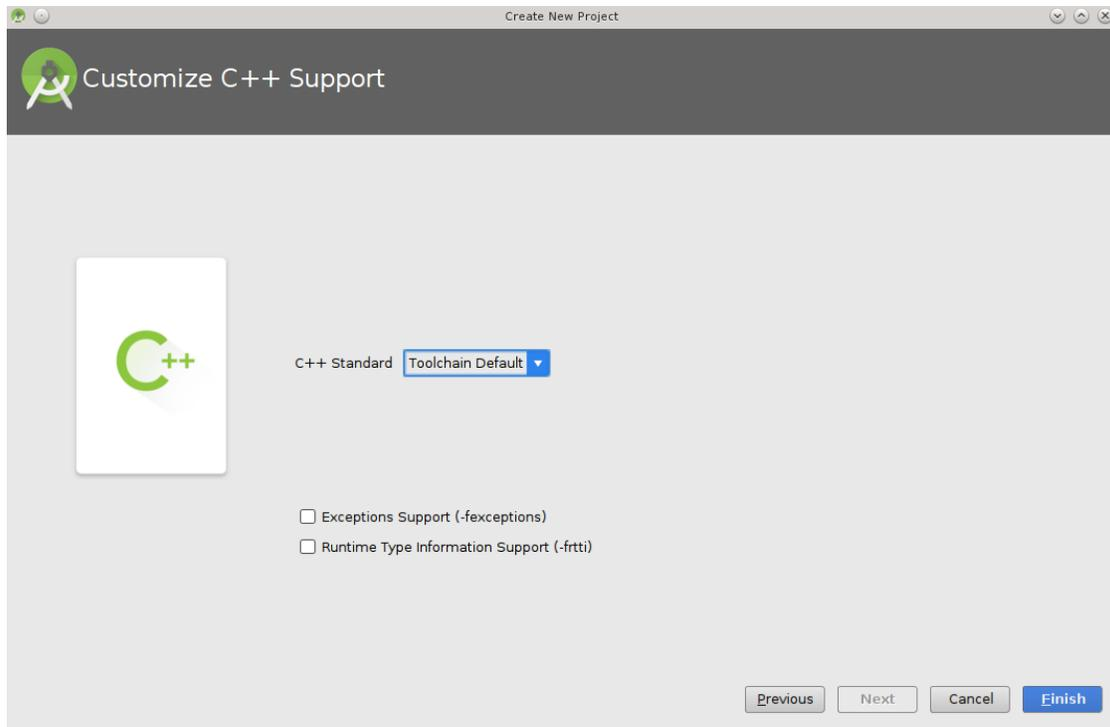 Create New Project
Customize C++ Support
C++
C++ Standard Toolchain Default
Exceptions Support (-fexceptions)
Runtime Type Information Support (-frtti)
Previous Next Cancel Finish